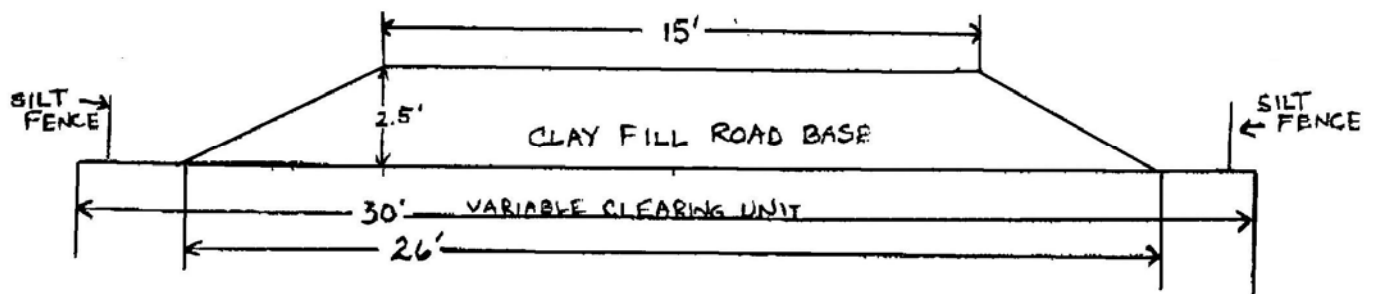 15'
SILT
FENCE
2.5'
CLAY FILL ROAD BASE
SILT
FENCE
30' VARIABLE CLEARING UNIT
26'